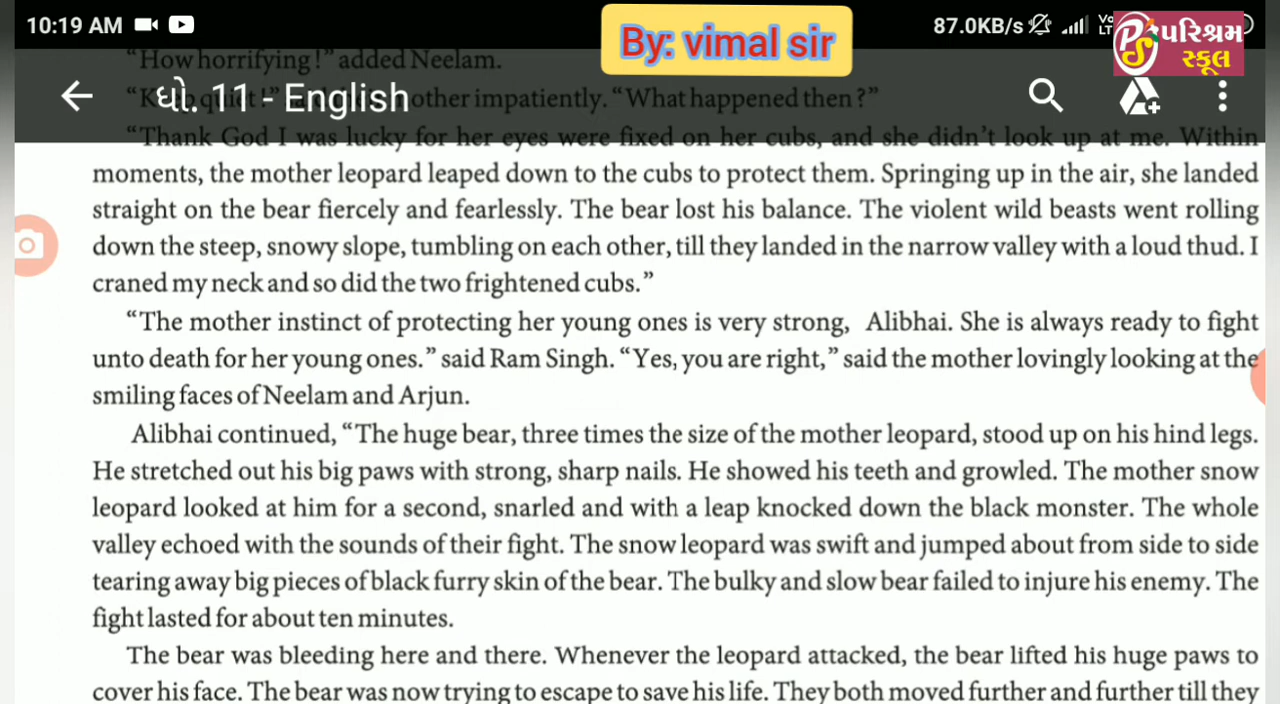 10:19 AM
87.0KB/s
By: vimal sir
પરિશ્રમ
સ્કૂલ
“How horrifying !” added Neelam.
ધો. 11 - English
other impatiently. “What happened then ?”
“Thank God I was lucky for her eyes were fixed on her cubs, and she didn’t look up at me. Within
moments, the mother leopard leaped down to the cubs to protect them. Springing up in the air, she landed
straight on the bear fiercely and fearlessly. The bear lost his balance. The violent wild beasts went rolling
down the steep, snowy slope, tumbling on each other, till they landed in the narrow valley with a loud thud. I
craned my neck and so did the two frightened cubs.”
“The mother instinct of protecting her young ones is very strong, Alibhai. She is always ready to fight
unto death for her young ones.” said Ram Singh. “Yes, you are right,” said the mother lovingly looking at the
smiling faces of Neelam and Arjun.
Alibhai continued, “The huge bear, three times the size of the mother leopard, stood up on his hind legs.
He stretched out his big paws with strong, sharp nails. He showed his teeth and growled. The mother snow
leopard looked at him for a second, snarled and with a leap knocked down the black monster. The whole
valley echoed with the sounds of their fight. The snow leopard was swift and jumped about from side to side
tearing away big pieces of black furry skin of the bear. The bulky and slow bear failed to injure his enemy. The
fight lasted for about ten minutes.
The bear was bleeding here and there. Whenever the leopard attacked, the bear lifted his huge paws to
cover his face. The bear was now trying to escape to save his life. They both moved further and further till they